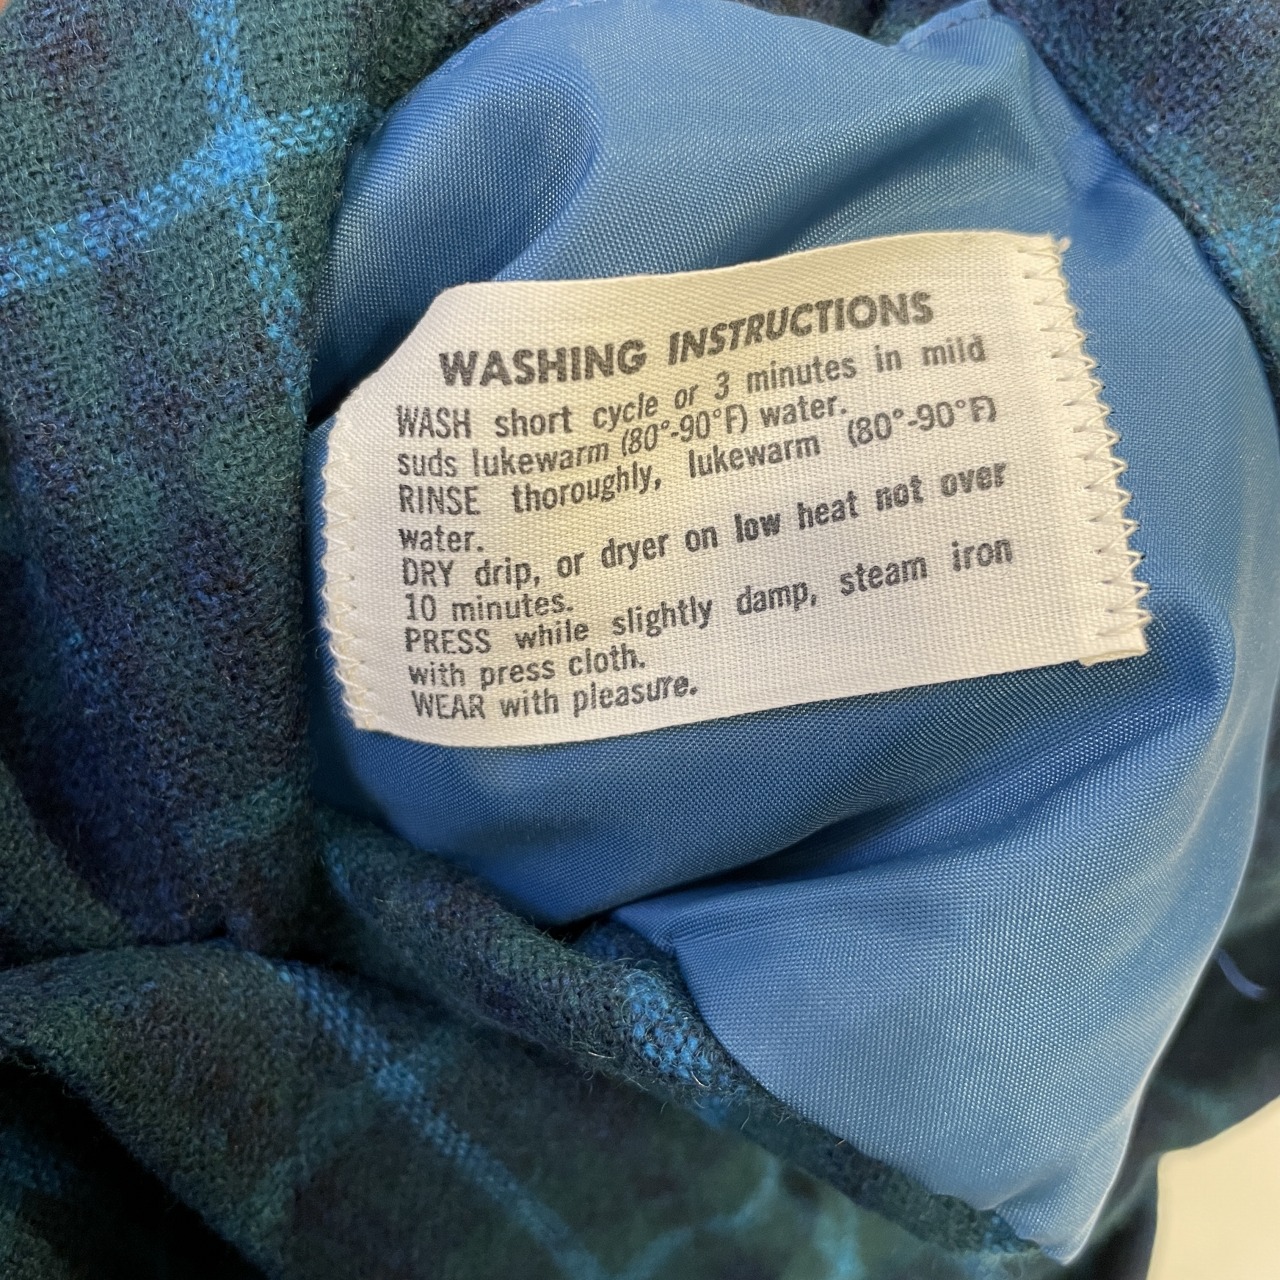 WASHING INSTRUCTIONS
WASH short cycle or 3 minutes in mild
suds lukewarm (80°-90°F) water.
RINSE thoroughly, lukewarm (80°-90°F)
water.
DRY drip, or dryer on low heat not over
10 minutes.
PRESS while slightly damp, steam iron
with press cloth.
WEAR with pleasure.